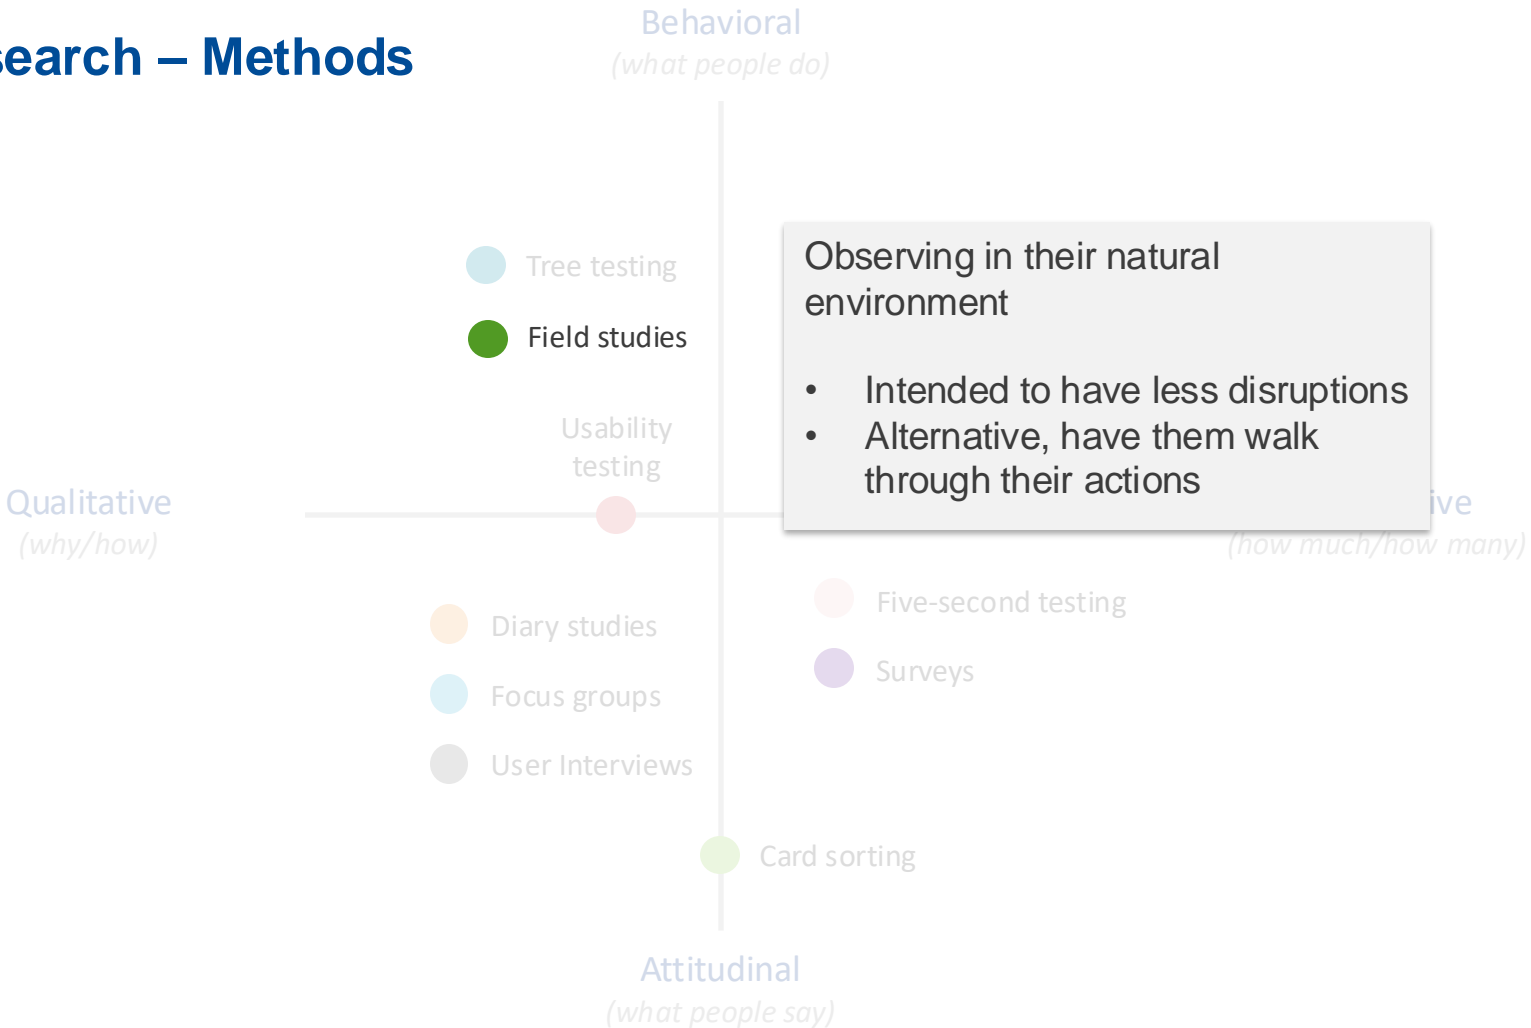 search – Methods
Behavioral
(what people do)
Tree testing
Field studies
Observing in their natural
environment
• Intended to have less disruptions
• Alternative, have them walk
through their actions
Usability
testing
Qualitative
(why/how)
ive
(how much/how many)
Diary studies
Focus groups
User Interviews
Five-second testing
Surveys
Card sorting
Attitudinal
(what people say)